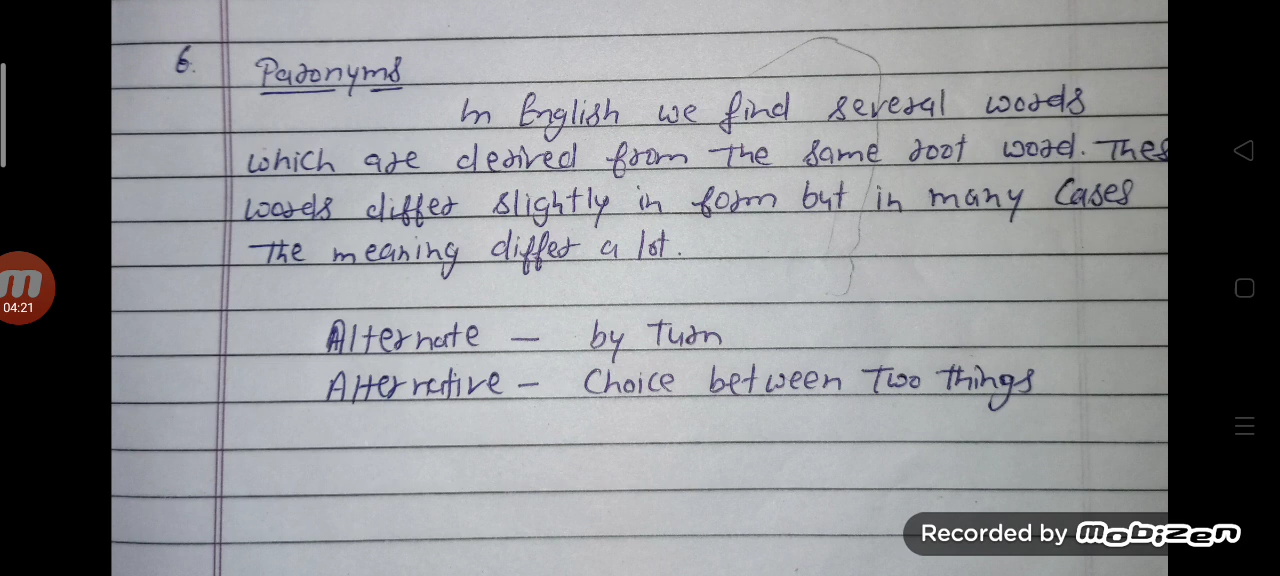 6. Paronyms
In English we find several words
which are derived from the same root word. Thes
words differ slightly in form but in many Cases
The meaning differ a lot.
Alternate - by Turn
Alternative - Choice between Two things
04:21
Recorded by mobizen